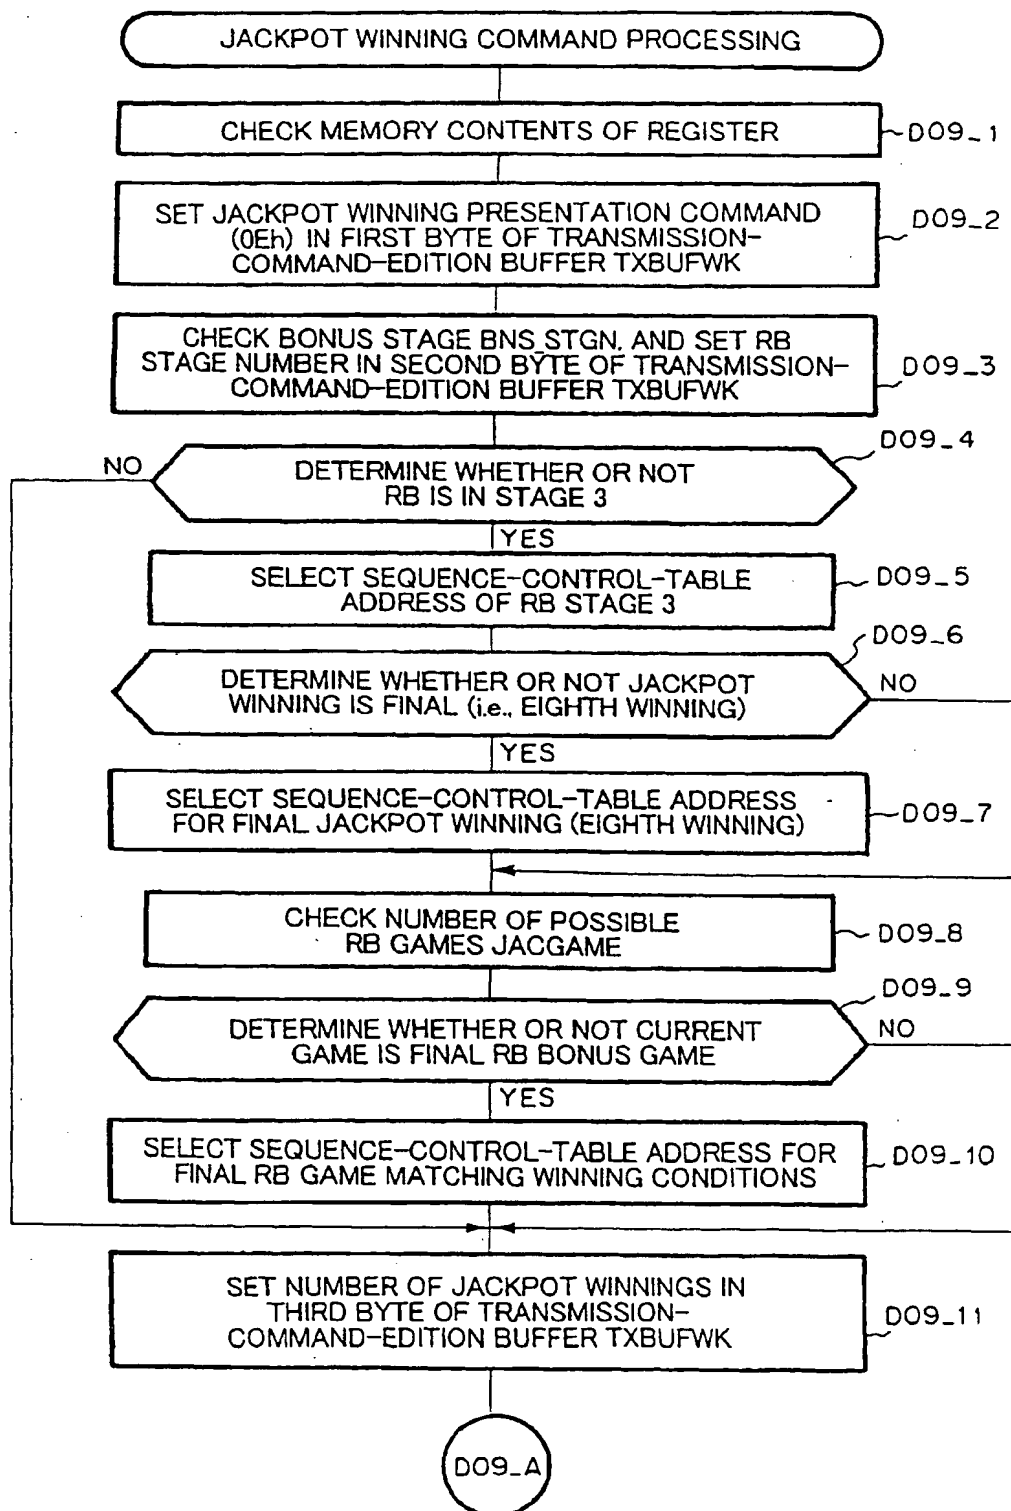 JACKPOT WINNING COMMAND PROCESSING
CHECK MEMORY CONTENTS OF REGISTER
D09_1
SET JACKPOT WINNING PRESENTATION COMMAND
(0Eh) IN FIRST BYTE OF TRANSMISSION-
COMMAND-EDITION BUFFER TXBUFWK
D09_2
CHECK BONUS STAGE BNS_STGN. AND SET RB
STAGE NUMBER IN SECOND BYTE OF TRANSMISSION-
COMMAND-EDITION BUFFER TXBUFWK
D09_3
D09_4
NO
DETERMINE WHETHER OR NOT
RB IS IN STAGE 3
YES
SELECT SEQUENCE-CONTROL-TABLE
ADDRESS OF RB STAGE 3
D09_5
D09_6
DETERMINE WHETHER OR NOT JACKPOT
WINNING IS FINAL (i.e., EIGHTH WINNING)
NO
YES
SELECT SEQUENCE-CONTROL-TABLE ADDRESS
FOR FINAL JACKPOT WINNING (EIGHTH WINNING)
D09_7
CHECK NUMBER OF POSSIBLE
RB GAMES JACGAME
D09_8
D09_9
DETERMINE WHETHER OR NOT CURRENT
GAME IS FINAL RB BONUS GAME
NO
YES
SELECT SEQUENCE-CONTROL-TABLE ADDRESS FOR
FINAL RB GAME MATCHING WINNING CONDITIONS
D09_10
SET NUMBER OF JACKPOT WINNINGS IN
THIRD BYTE OF TRANSMISSION-
COMMAND-EDITION BUFFER TXBUFWK
D09_11
D09_A